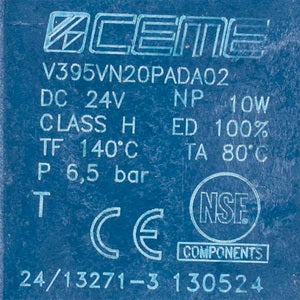 CEME
V395VN20PADA02
DC 24V NP 10W
CLASS H ED 100%
TF 140°C TA 80°C
P 6,5 bar
T CE NSF
COMPONENTS
24/13271-3 130524